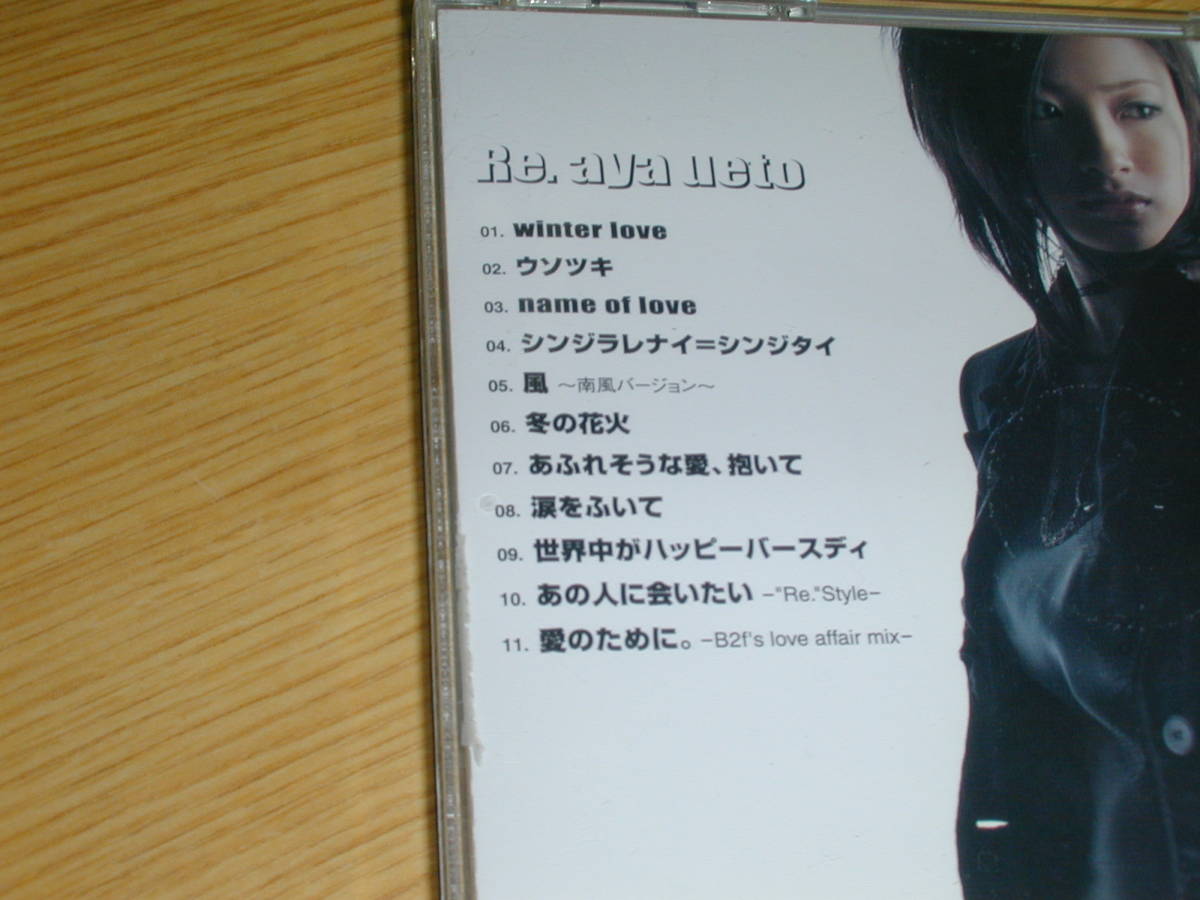 Re. aya ueto
01. winter love
02. ウソツキ
03. name of love
04. シンジラレナイ=シンジタイ
05. 風 〜南風バージョン〜
06. 冬の花火
07. あふれそうな愛、抱いて
08. 涙をふいて
09. 世界中がハッピーバースディ
10. あの人に会いたい –"Re."Style–
11. 愛のために。–B2f's love affair mix–